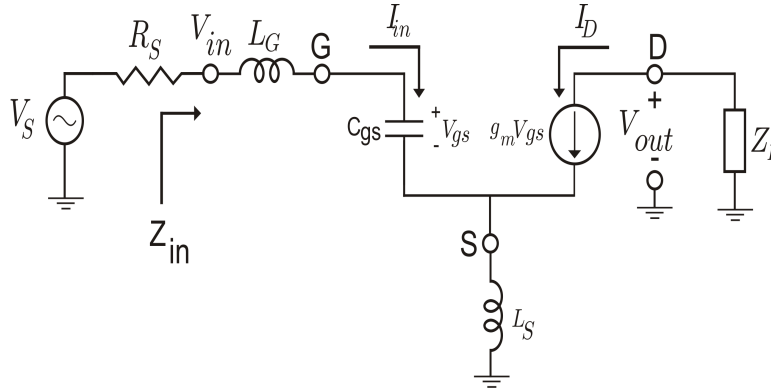 V_S
R_S
V_in
L_G
G
I_in
I_D
D
C_gs
+
V_gs
-
g_m V_gs
+
V_out
-
Z_in
S
L_S